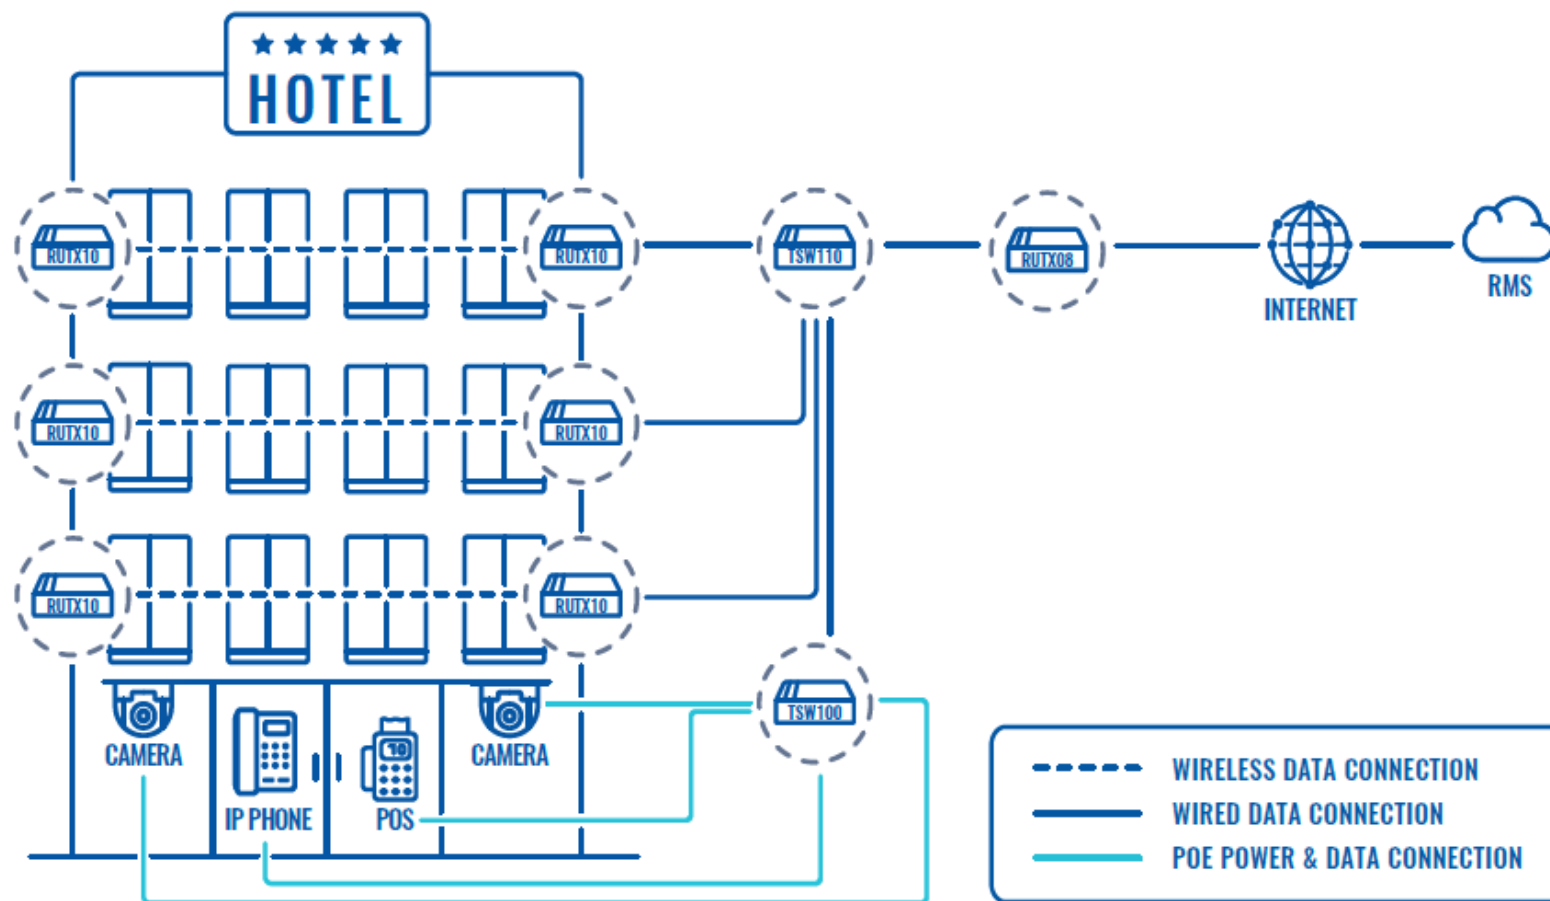 HOTEL
RUTX10
RUTX10
TSW110
RUTX08
INTERNET
RMS
RUTX10
RUTX10
RUTX10
RUTX10
TSW100
CAMERA
IP PHONE
10
POS
CAMERA
WIRELESS DATA CONNECTION
WIRED DATA CONNECTION
POE POWER & DATA CONNECTION